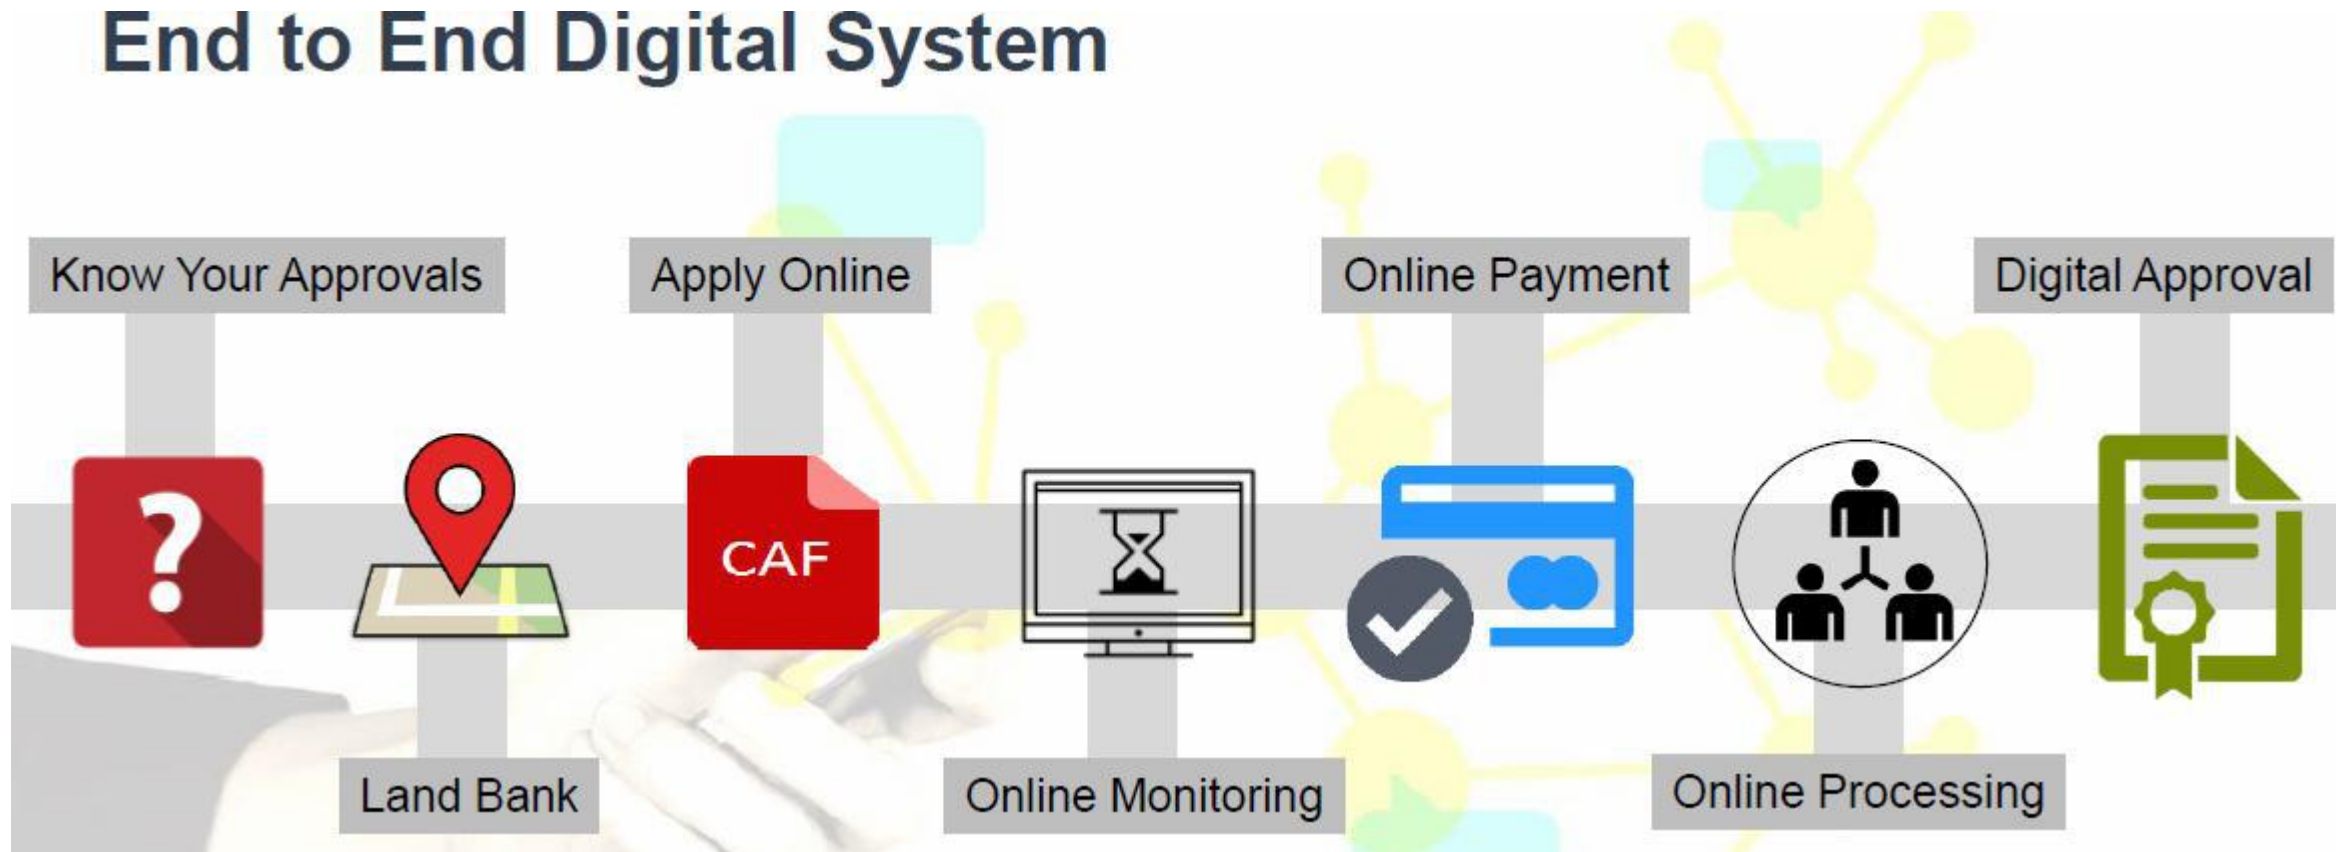 End to End Digital System
Know Your Approvals
Apply Online
Online Payment
Digital Approval
?
CAF
Land Bank
Online Monitoring
Online Processing